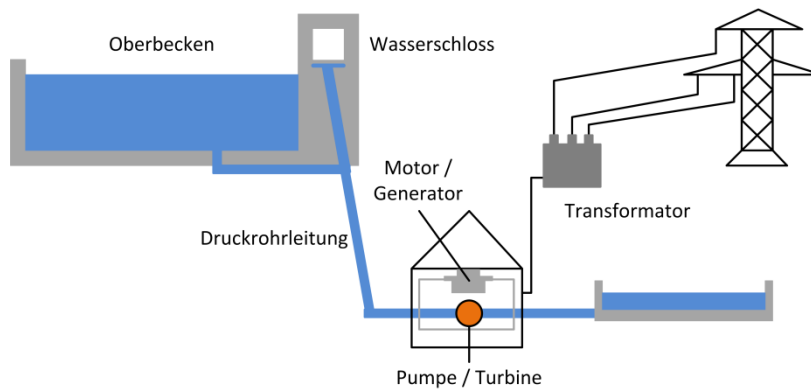 Oberbecken
Wasserschloss
Motor /
Generator
Transformator
Druckrohrleitung
Pumpe / Turbine